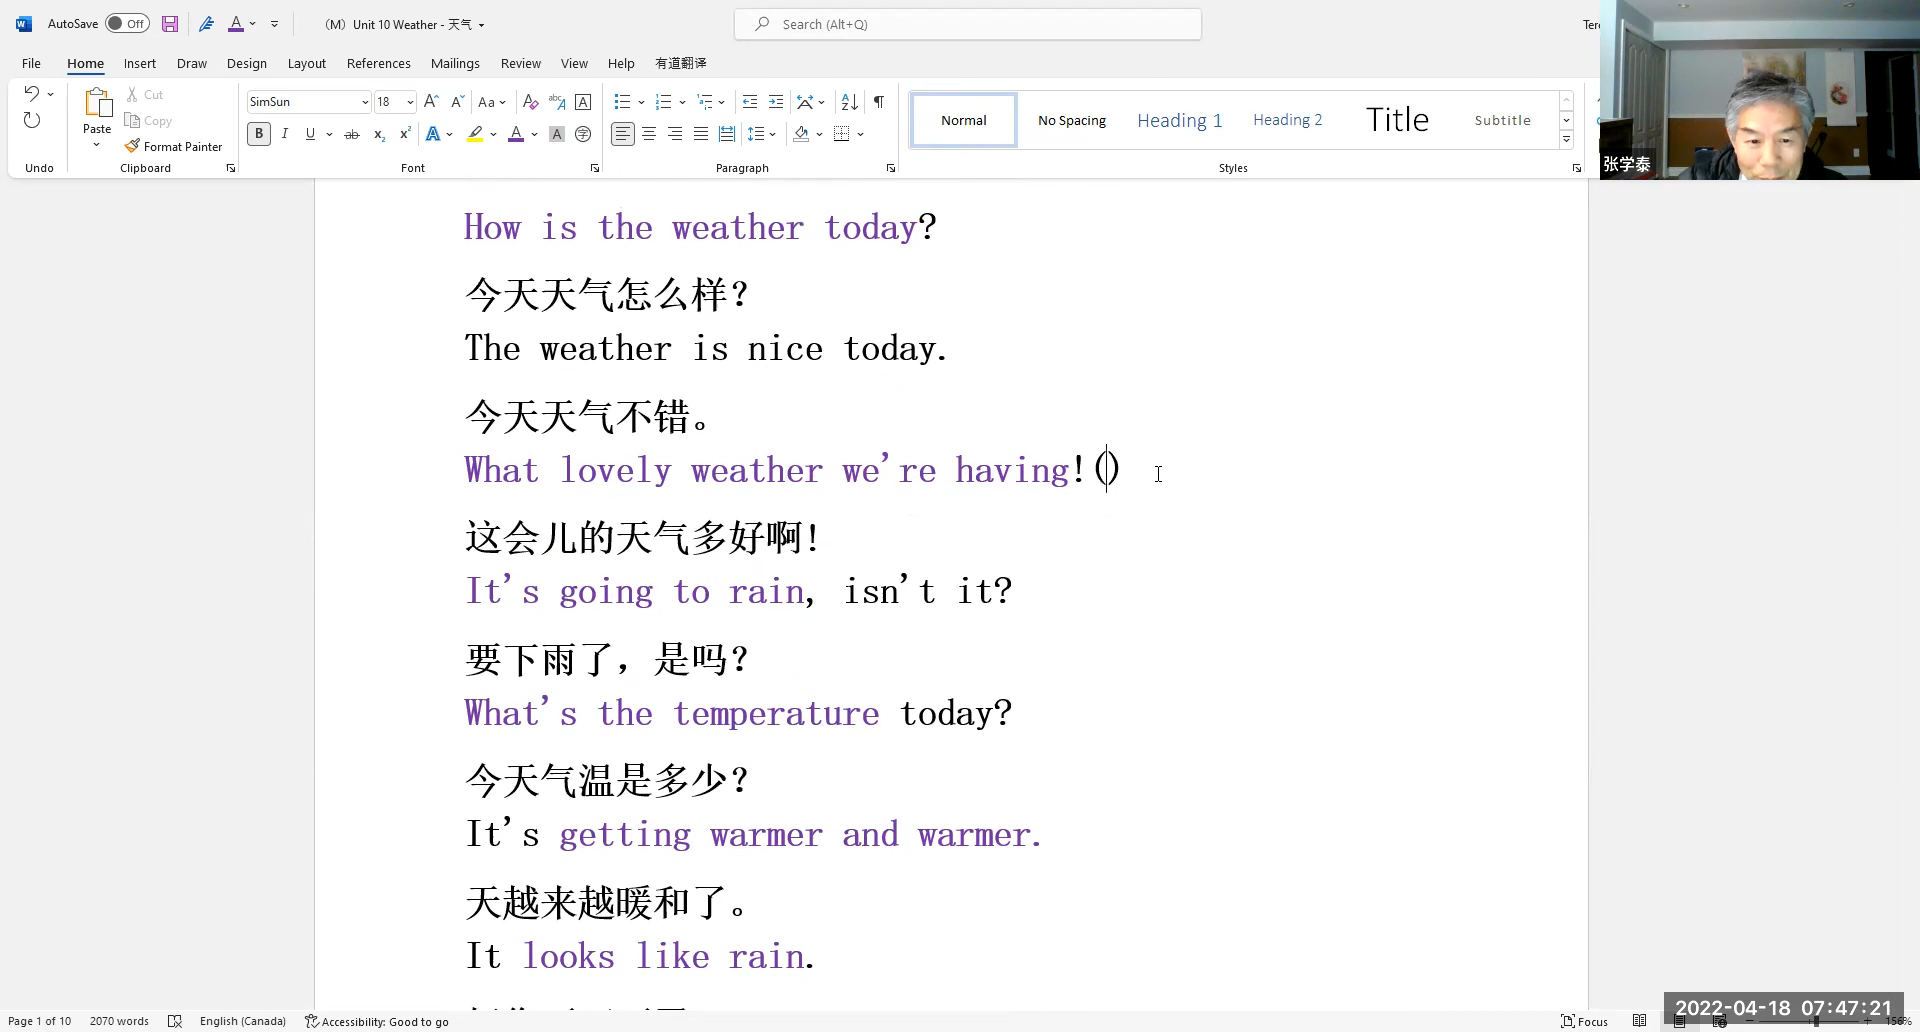 AutoSave Off (M) Unit 10 Weather - 天气 Search (Alt+Q)
File Home Insert Draw Design Layout References Mailings Review View Help 有道翻译
Undo
Paste
Cut
Copy
Format Painter
Clipboard
SimSun 18
Font
Paragraph
Normal No Spacing Heading 1 Heading 2 Title Subtitle
Styles
张学泰
How is the weather today?
今天天气怎么样？
The weather is nice today.
今天天气不错。
What lovely weather we're having!()
这会儿的天气多好啊!
It's going to rain, isn't it?
要下雨了，是吗？
What's the temperature today?
今天气温是多少？
It's getting warmer and warmer.
天越来越暖和了。
It looks like rain.
Page 1 of 10 2070 words English (Canada) Accessibility: Good to go Focus 156%
2022-04-18 07:47:21